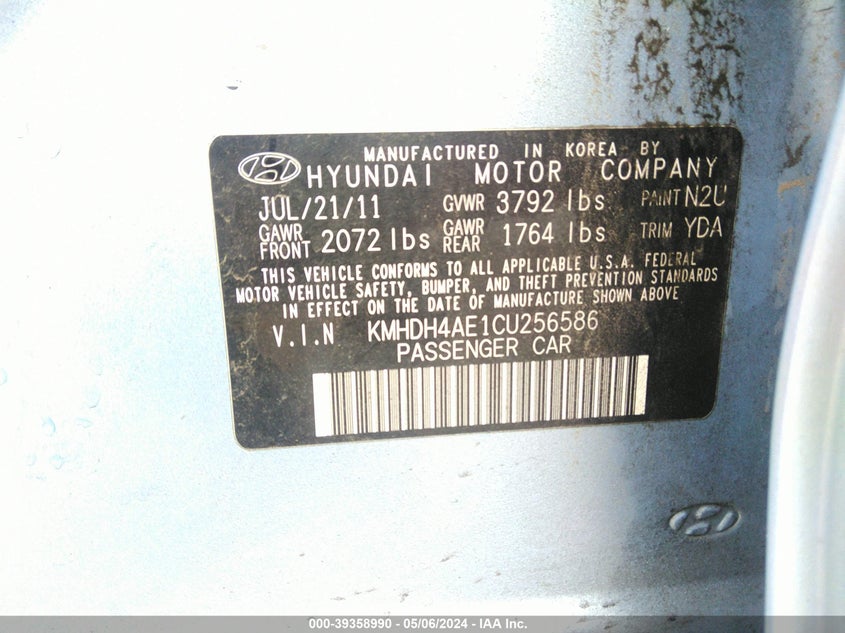 MANUFACTURED IN KOREA BY
HYUNDAI MOTOR COMPANY
JUL/21/11 GVWR 3792 lbs PAINT N2U
GAWR FRONT 2072 lbs GAWR REAR 1764 lbs TRIM YDA
THIS VEHICLE CONFORMS TO ALL APPLICABLE U.S.A. FEDERAL
MOTOR VEHICLE SAFETY, BUMPER, AND THEFT PREVENTION STANDARDS
IN EFFECT ON THE DATE OF MANUFACTURE SHOWN ABOVE
V.I.N KMHDH4AE1CU256586
PASSENGER CAR
000-39358990 - 05/06/2024 - IAA Inc.